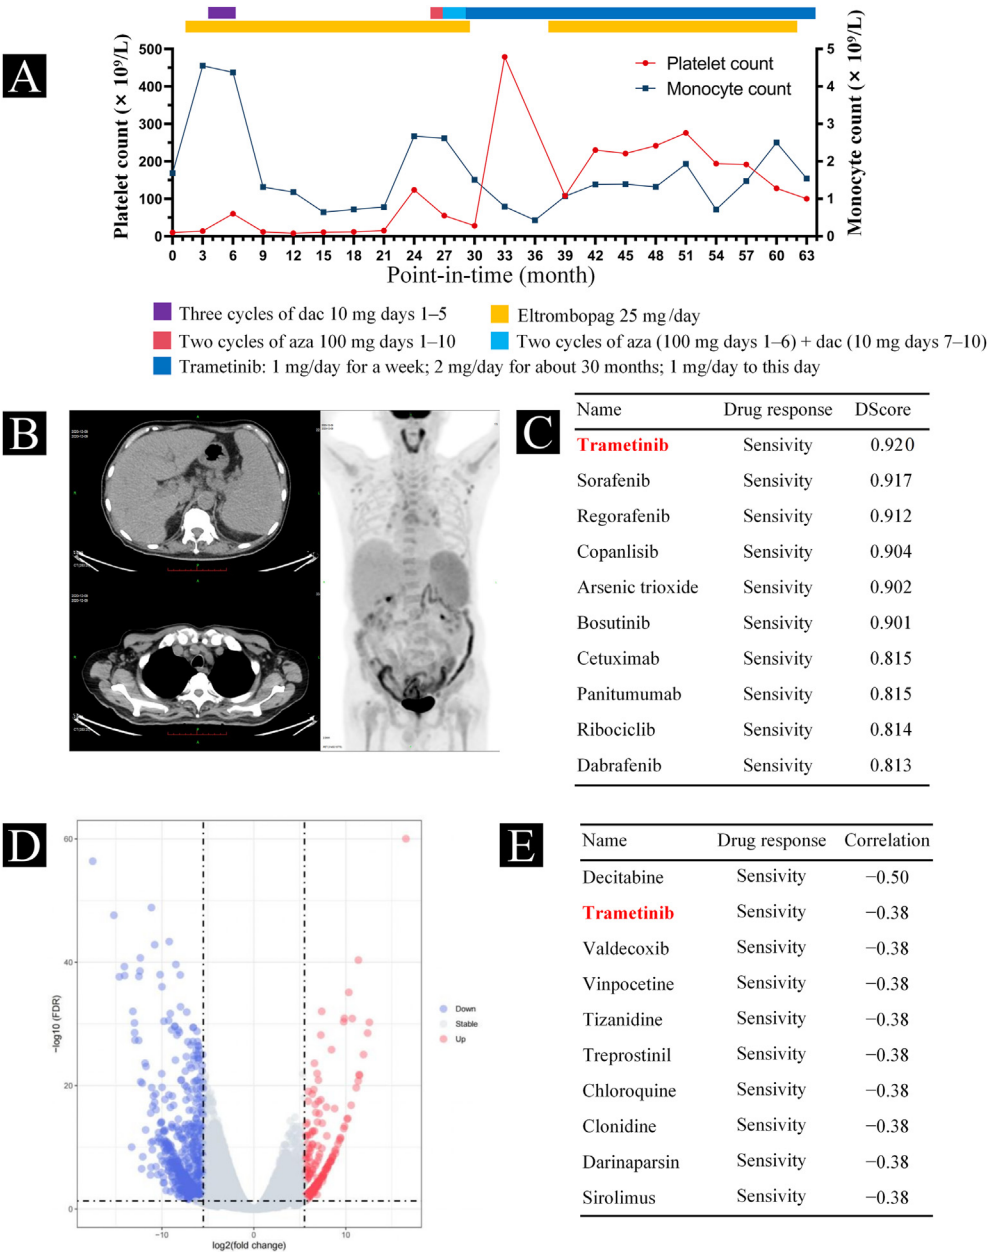 A
Platelet count (× 10⁹/L)
500
400
300
200
100
0
Platelet count
Monocyte count
5
4
3
2
1
0
Monocyte count (× 10⁹/L)
0 3 6 9 12 15 18 21 24 27 30 33 36 39 42 45 48 51 54 57 60 63
Point-in-time (month)
Three cycles of dac 10 mg days 1–5
Eltrombopag 25 mg/day
Two cycles of aza 100 mg days 1–10
Two cycles of aza (100 mg days 1–6) + dac (10 mg days 7–10)
Trametinib: 1 mg/day for a week; 2 mg/day for about 30 months; 1 mg/day to this day
B
C
Name Drug response DScore
Trametinib Sensivity 0.920
Sorafenib Sensivity 0.917
Regorafenib Sensivity 0.912
Copanlisib Sensivity 0.904
Arsenic trioxide Sensivity 0.902
Bosutinib Sensivity 0.901
Cetuximab Sensivity 0.815
Panitumumab Sensivity 0.815
Ribociclib Sensivity 0.814
Dabrafenib Sensivity 0.813
D
−log10 (FDR)
60
40
20
0
−10 0 10
log2(fold change)
Down
Stable
Up
E
Name Drug response Correlation
Decitabine Sensivity −0.50
Trametinib Sensivity −0.38
Valdecoxib Sensivity −0.38
Vinpocetine Sensivity −0.38
Tizanidine Sensivity −0.38
Treprostinil Sensivity −0.38
Chloroquine Sensivity −0.38
Clonidine Sensivity −0.38
Darinaparsin Sensivity −0.38
Sirolimus Sensivity −0.38